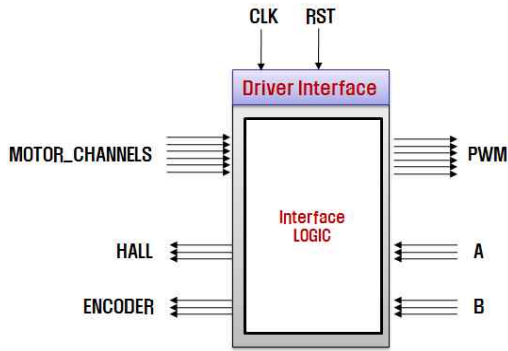 CLK RST
Driver Interface
MOTOR_CHANNELS PWM
Interface
LOGIC
HALL A
ENCODER B